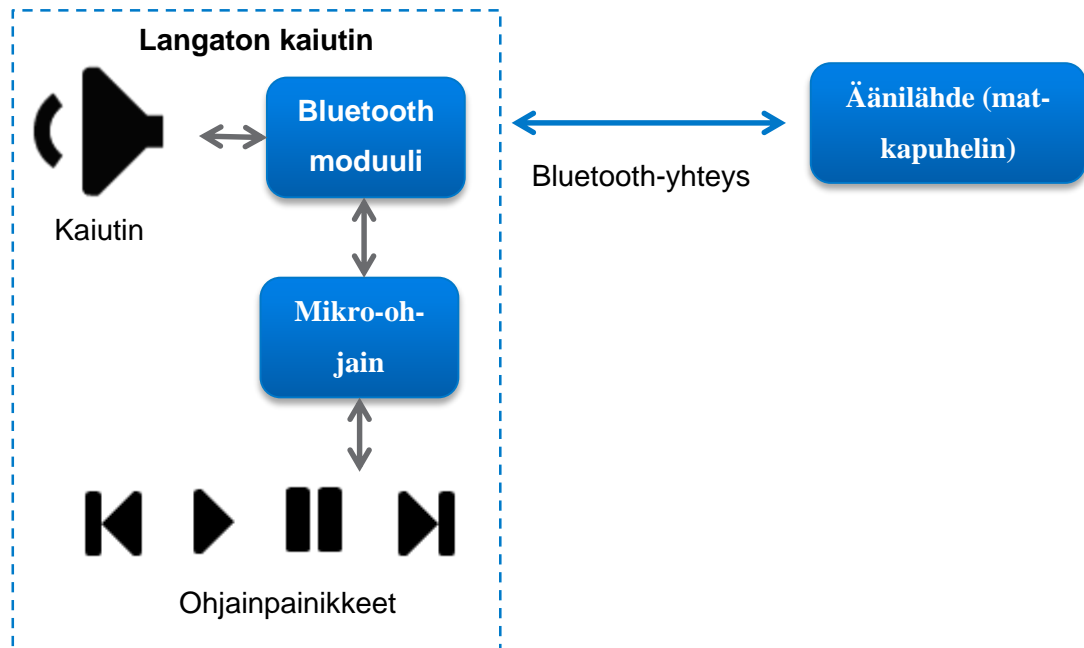 Langaton kaiutin
Bluetooth
moduuli
Äänilähde (mat-
kapuhelin)
Bluetooth-yhteys
Kaiutin
Mikro-oh-
jain
Ohjainpainikkeet